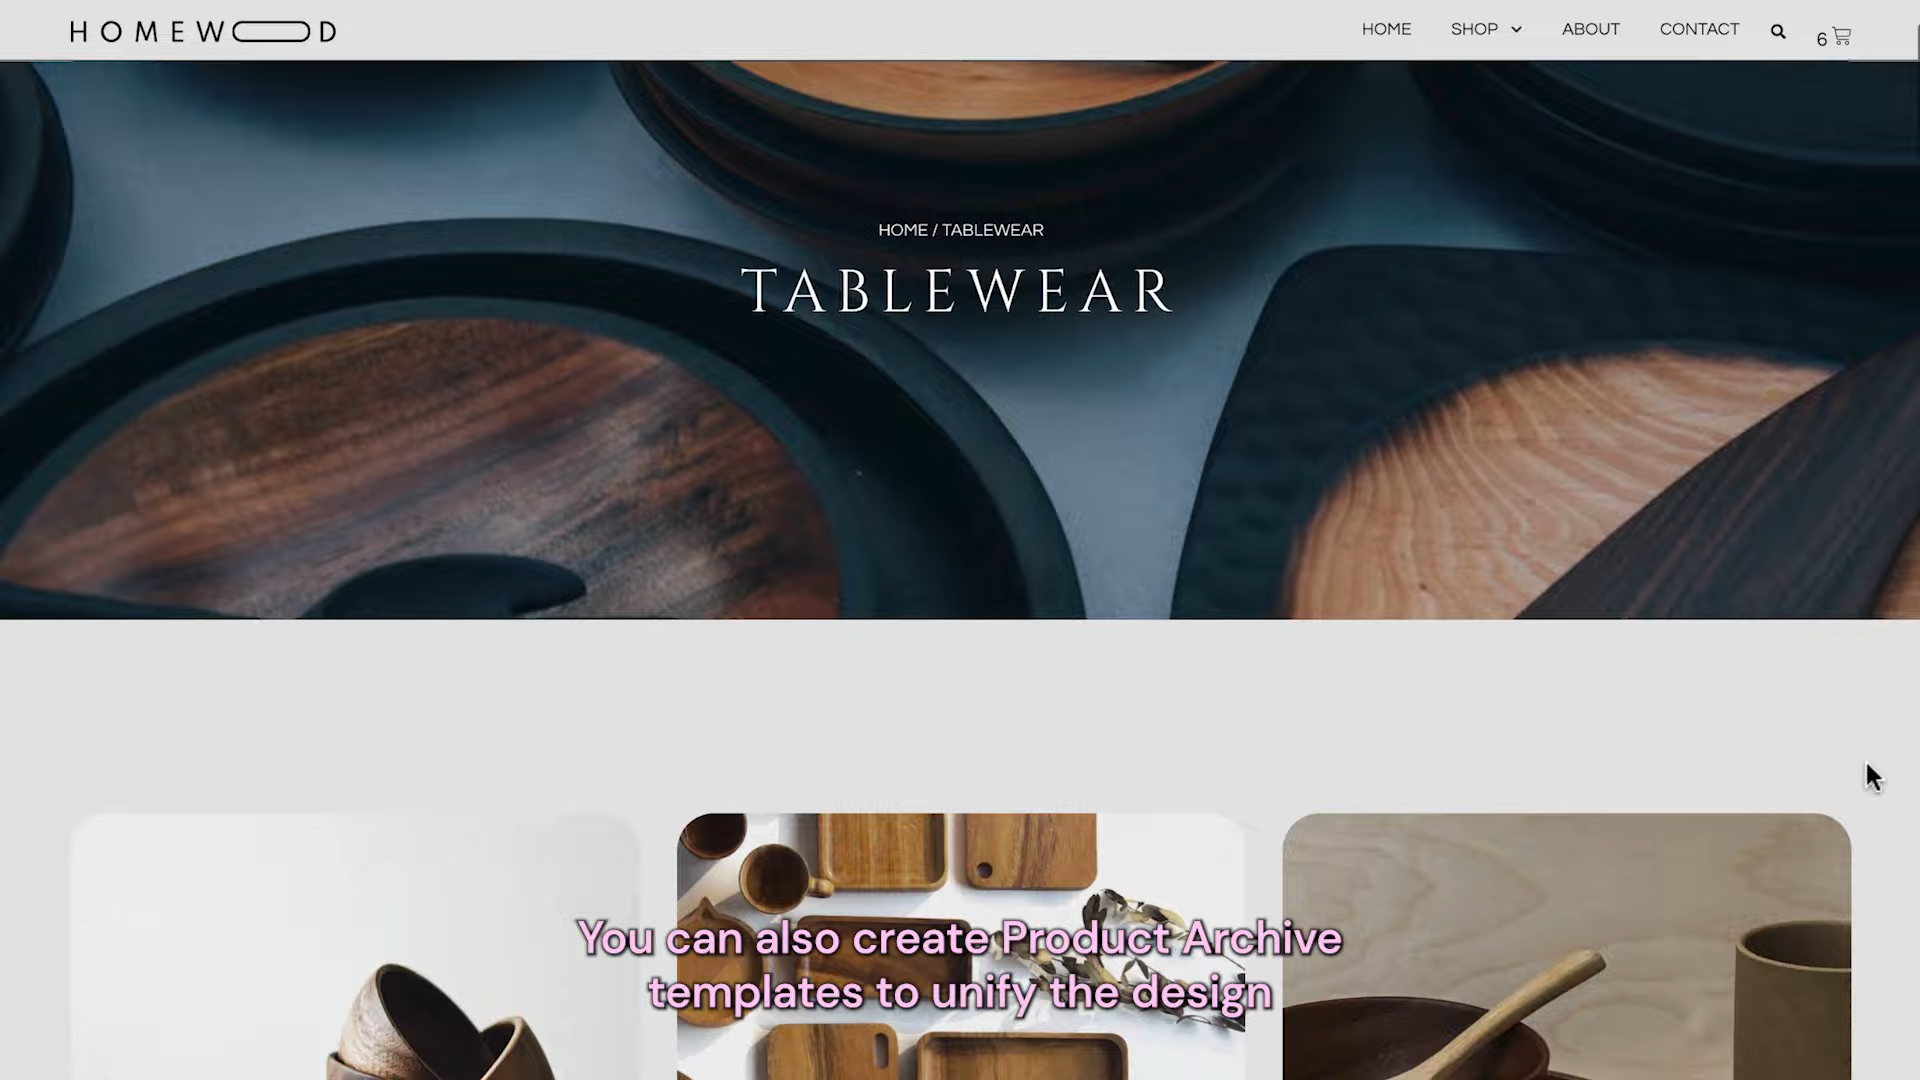 HOMEWOOD
HOME
SHOP
ABOUT
CONTACT
6
HOME / TABLEWEAR
TABLEWEAR
You can also create Product Archive
templates to unify the design